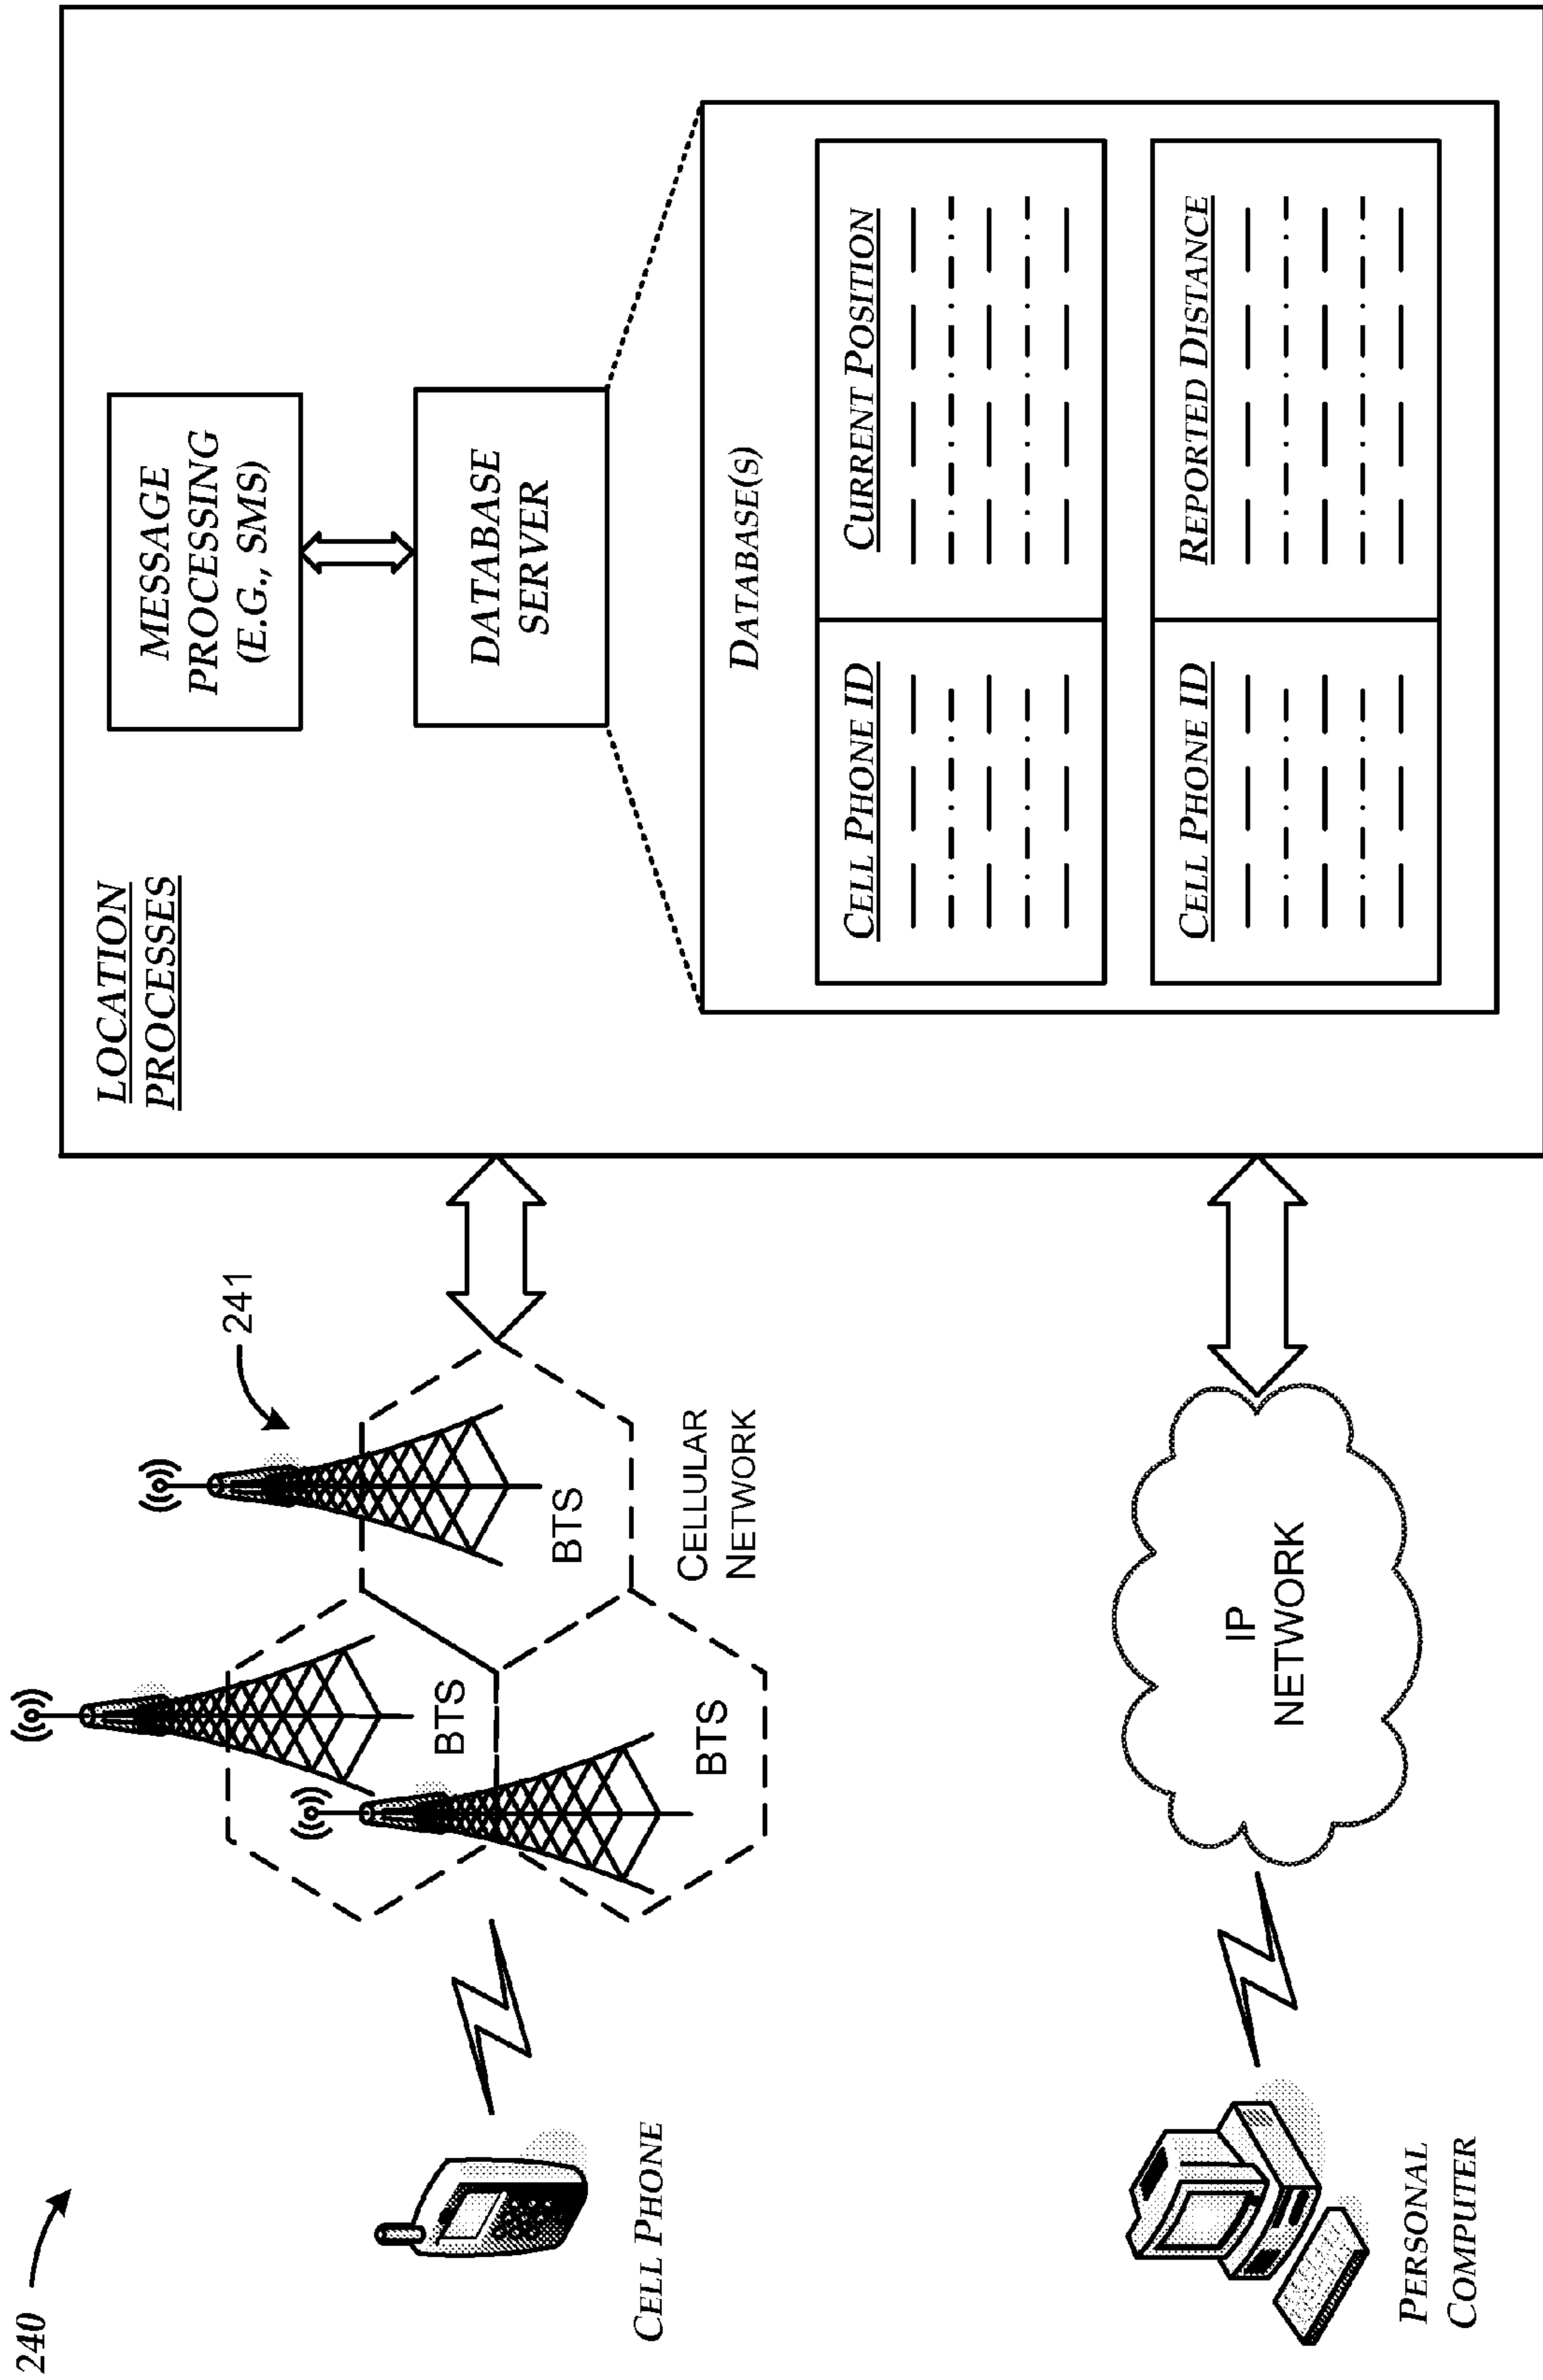 240
241
LOCATION
PROCESSES
MESSAGE
PROCESSING
(E.G., SMS)
DATABASE
SERVER
DATABASE(S)
CELL PHONE ID
CURRENT POSITION
CELL PHONE ID
REPORTED DISTANCE
BTS
BTS
BTS
CELLULAR
NETWORK
CELL PHONE
IP
NETWORK
PERSONAL
COMPUTER